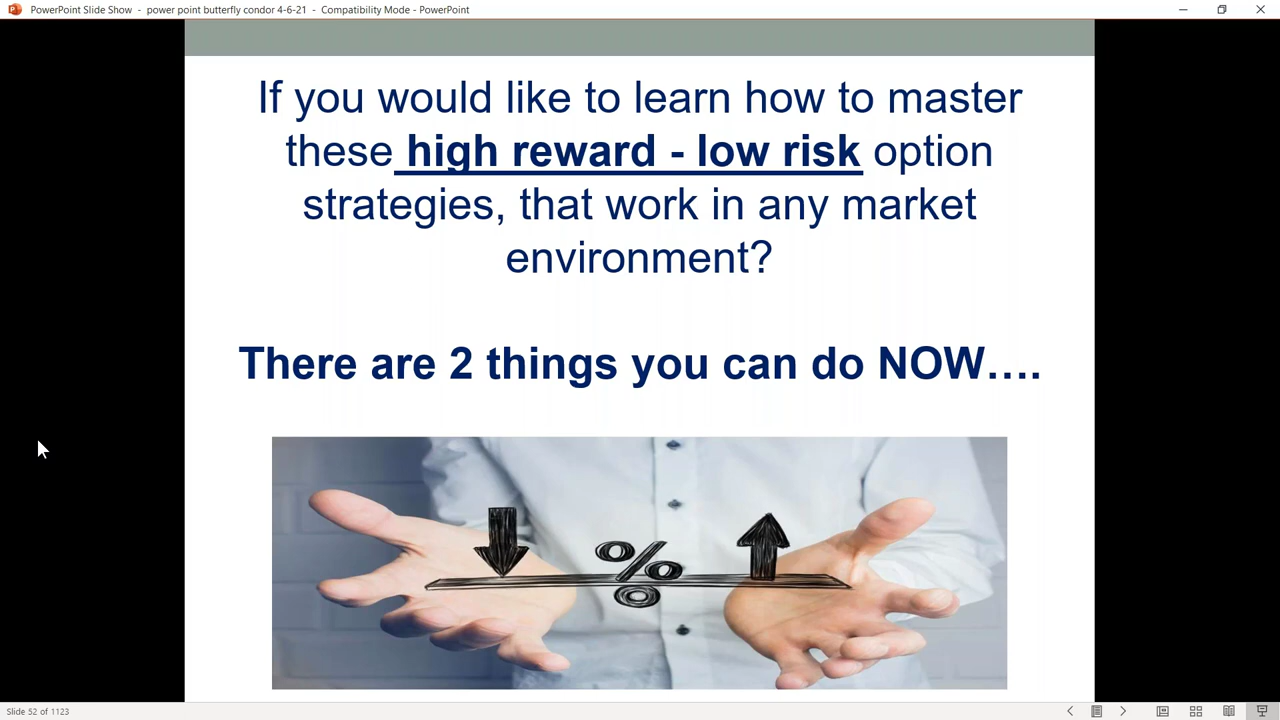 PowerPoint Slide Show - power point butterfly condor 4-6-21 - Compatibility Mode - PowerPoint
If you would like to learn how to master
these high reward - low risk option
strategies, that work in any market
environment?
There are 2 things you can do NOW….
%
Slide 52 of 1123